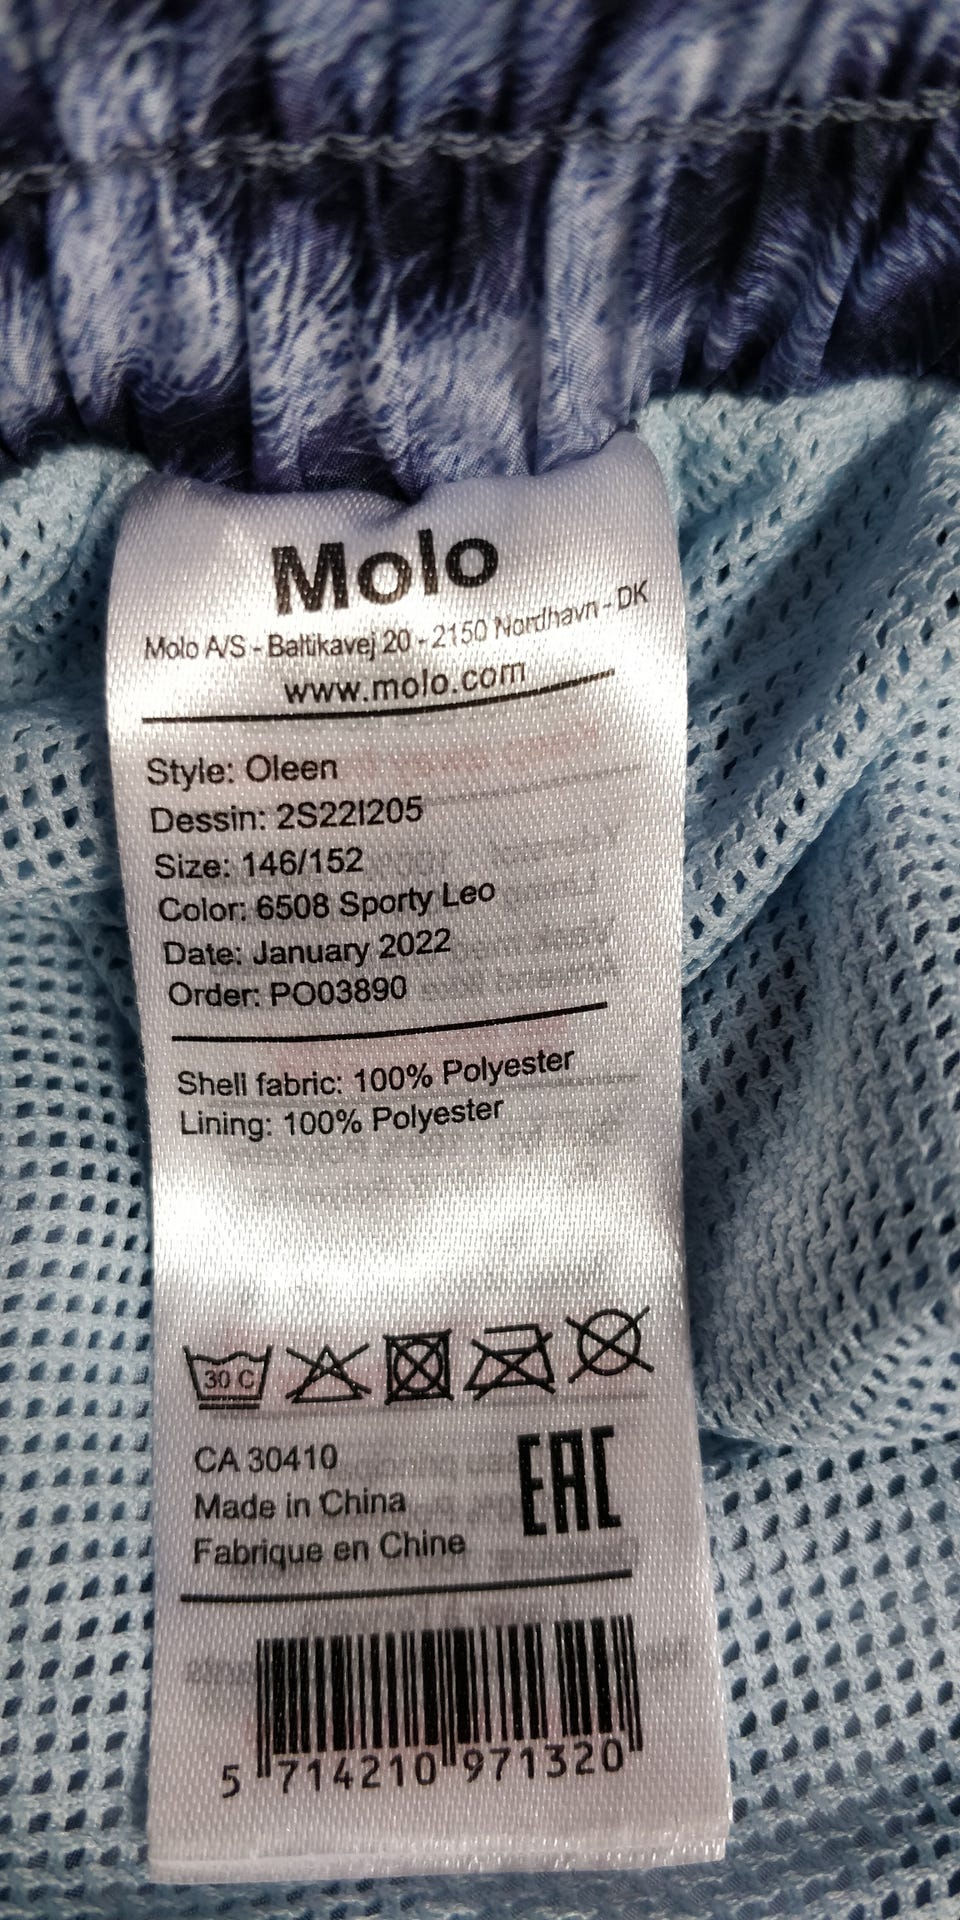 Molo
Molo A/S - Baltikavej 20 - 2150 Nordhavn - DK
www.molo.com
Style: Oleen
Dessin: 2S22I205
Size: 146/152
Color: 6508 Sporty Leo
Date: January 2022
Order: PO03890
Shell fabric: 100% Polyester
Lining: 100% Polyester
30 C
CA 30410
Made in China
Fabrique en Chine
EAC
5 714210 971320